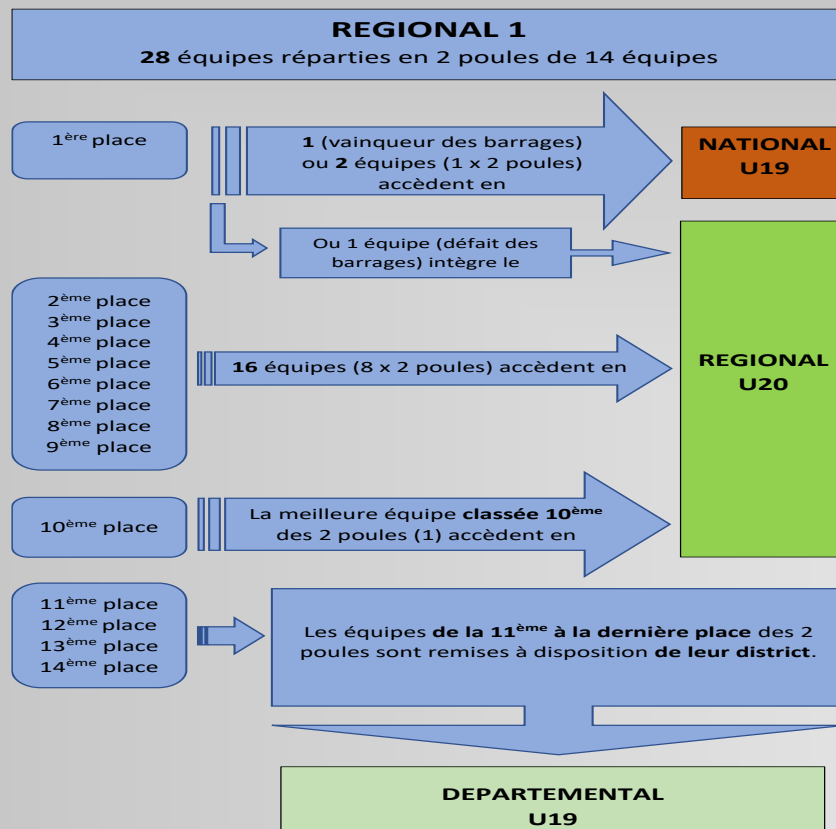 REGIONAL 1
28 équipes réparties en 2 poules de 14 équipes
1ère place
1 (vainqueur des barrages)
ou 2 équipes (1 x 2 poules)
accèdent en
NATIONAL
U19
Ou 1 équipe (défait des
barrages) intègre le
2ème place
3ème place
4ème place
5ème place
6ème place
7ème place
8ème place
9ème place
16 équipes (8 x 2 poules) accèdent en
REGIONAL
U20
10ème place
La meilleure équipe classée 10ème
des 2 poules (1) accèdent en
11ème place
12ème place
13ème place
14ème place
Les équipes de la 11ème à la dernière place des 2
poules sont remises à disposition de leur district.
DEPARTEMENTAL
U19